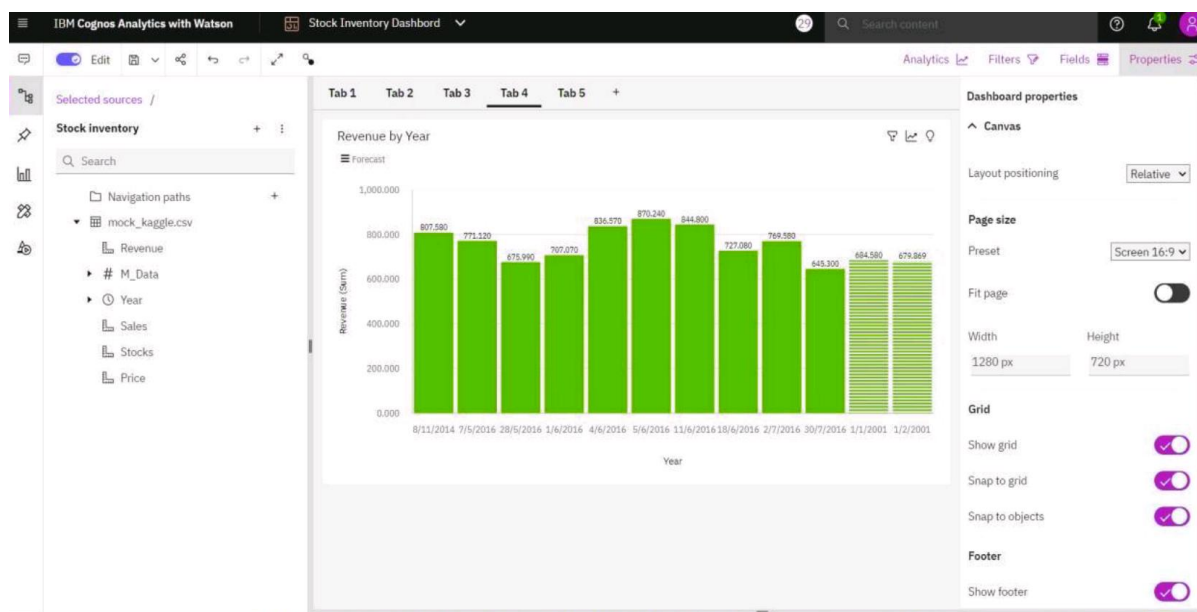 IBM Cognos Analytics with Watson
Stock Inventory Dashbord
29
Search content
1
Edit
Analytics
Filters
Fields
Properties
Selected sources /
Stock inventory
Search
Navigation paths
mock_kaggle.csv
Revenue
# M_Data
Year
Sales
Stocks
Price
Tab 1 Tab 2 Tab 3 Tab 4 Tab 5 +
Revenue by Year
Forecast
Revenue (Sum)
1,000.000
800.000
600.000
400.000
200.000
0.000
807.580 771.120 675.990 707.070 836.570 870.240 844.800 727.080 769.580 645.300 684.580 679.869
8/11/2014 7/5/2016 28/5/2016 1/6/2016 4/6/2016 5/6/2016 11/6/2016 18/6/2016 2/7/2016 30/7/2016 1/1/2001 1/2/2001
Year
Dashboard properties
Canvas
Layout positioning Relative
Page size
Preset Screen 16:9
Fit page
Width Height
1280 px 720 px
Grid
Show grid
Snap to grid
Snap to objects
Footer
Show footer